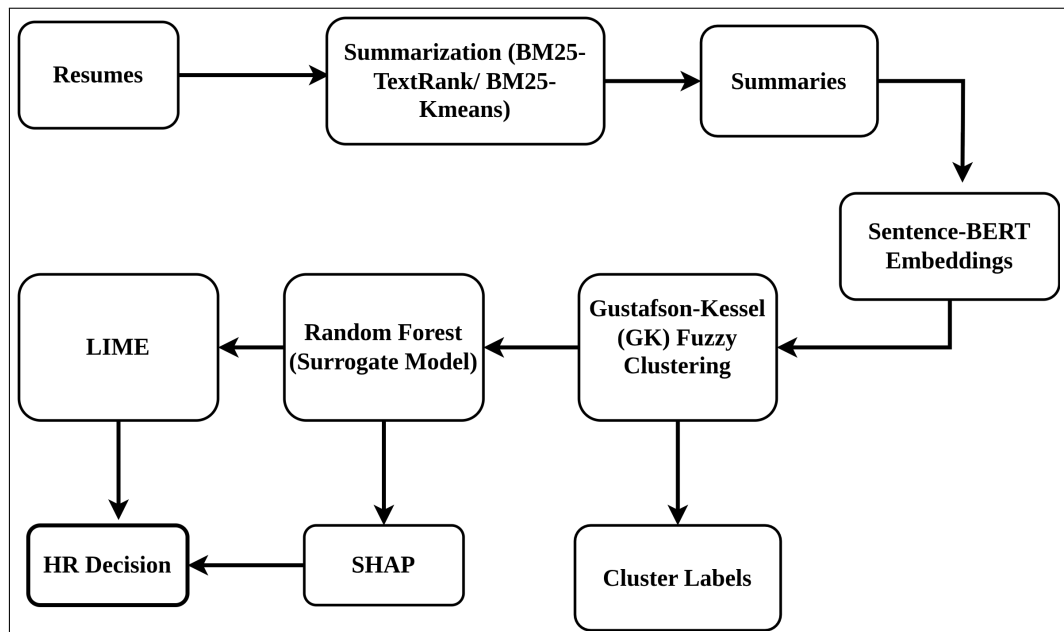 Resumes
Summarization (BM25-
TextRank/ BM25-
Kmeans)
Summaries
Sentence-BERT
Embeddings
Gustafson-Kessel
(GK) Fuzzy
Clustering
Random Forest
(Surrogate Model)
LIME
HR Decision
SHAP
Cluster Labels